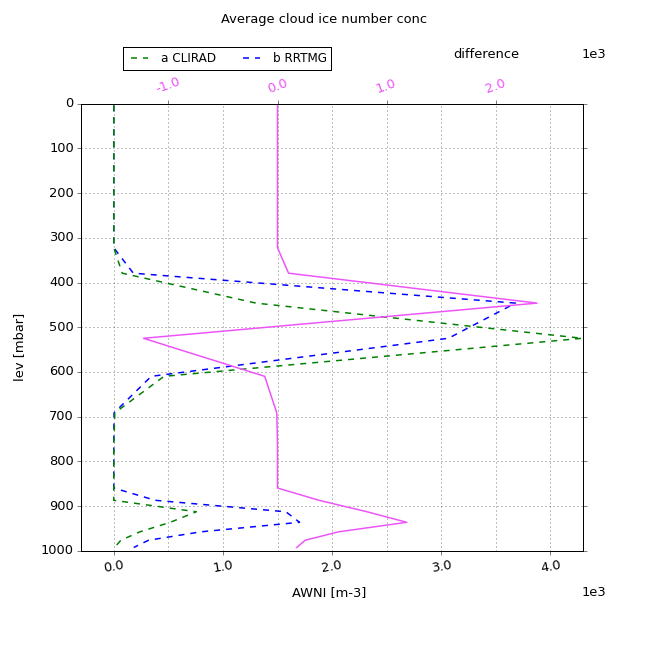 Average cloud ice number conc
a CLIRAD b RRTMG difference 1e3
-1.0 0.0 1.0 2.0
0
100
200
300
400
500
600
700
800
900
1000
lev [mbar]
0.0 1.0 2.0 3.0 4.0
AWNI [m-3] 1e3